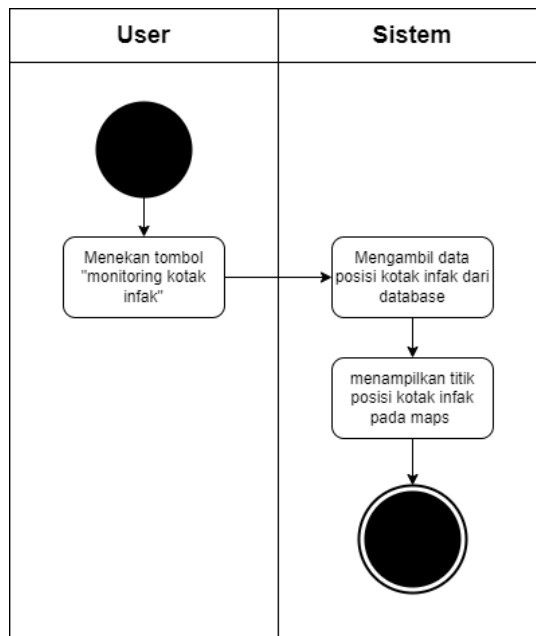 User
Sistem
Menekan tombol
"monitoring kotak
infak"
Mengambil data
posisi kotak infak dari
database
menampilkan titik
posisi kotak infak
pada maps